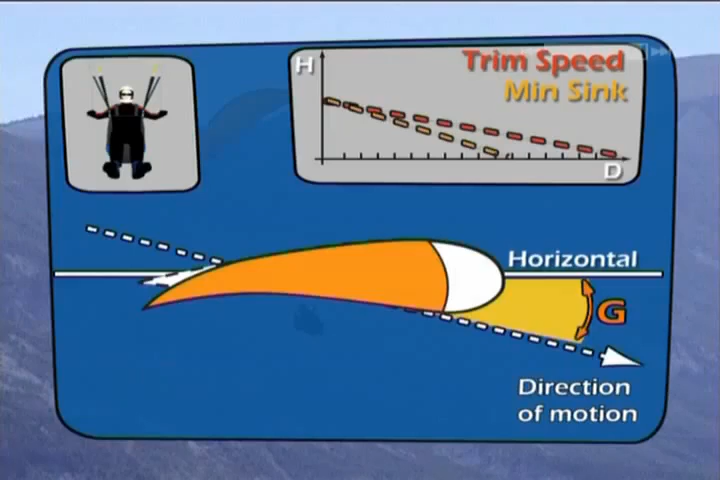 H
Trim Speed
Min Sink
D
Horizontal
G
Direction
of motion